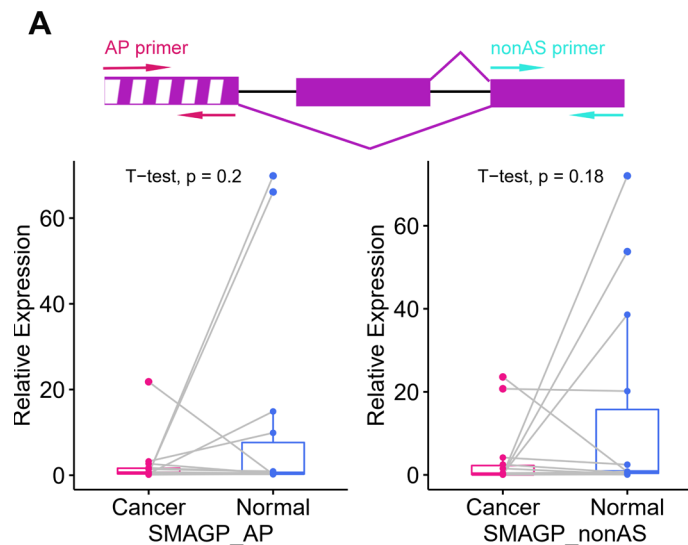 A
AP primer
nonAS primer
T-test, p = 0.2
Relative Expression
60
40
20
0
Cancer Normal
SMAGP_AP
T-test, p = 0.18
Relative Expression
60
40
20
0
Cancer Normal
SMAGP_nonAS